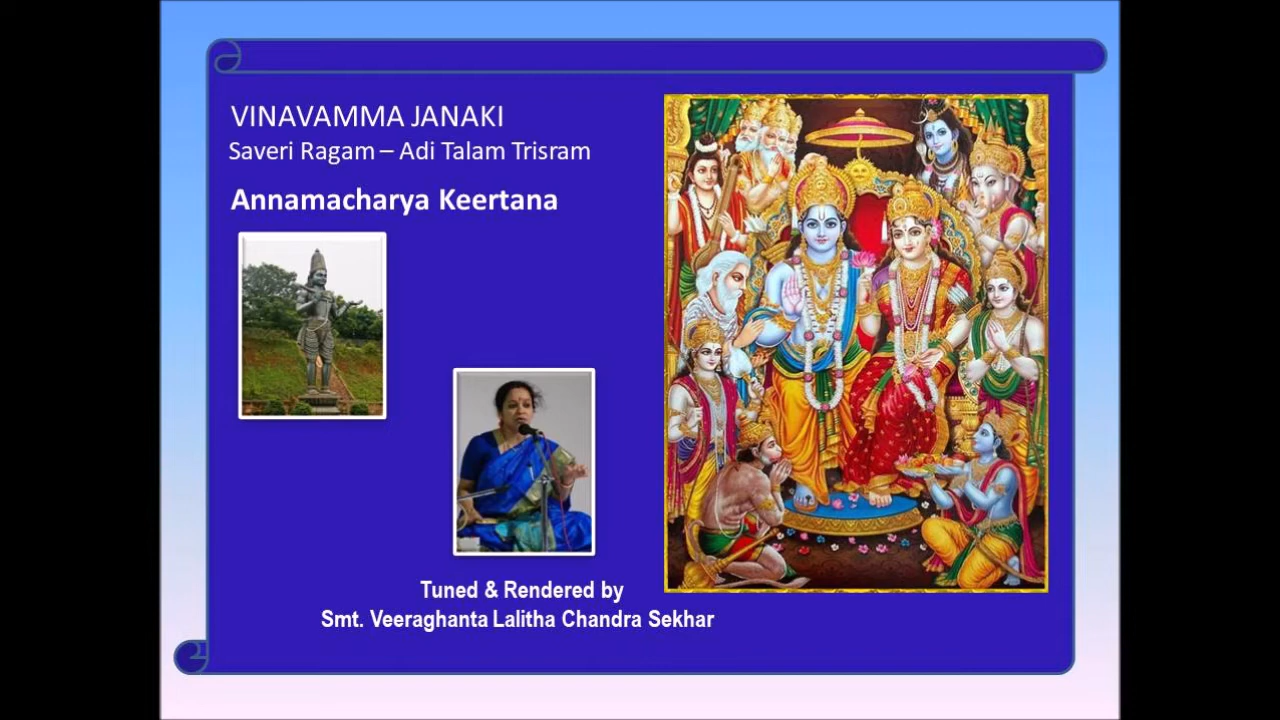 VINAVAMMA JANAKI
Saveri Ragam – Adi Talam Trisram
Annamacharya Keertana
Tuned & Rendered by
Smt. Veeraghanta Lalitha Chandra Sekhar